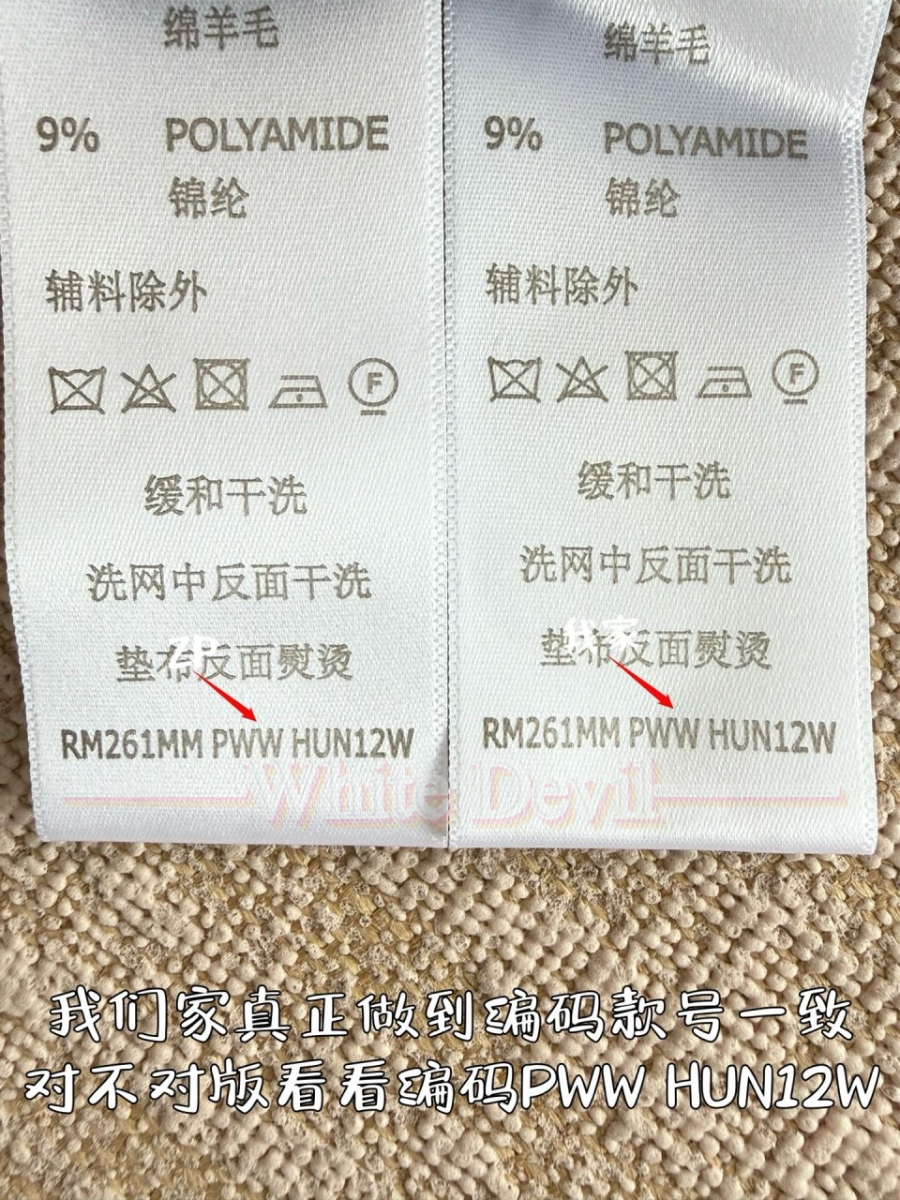 绵羊毛
9% POLYAMIDE
锦纶
辅料除外
F
缓和干洗
洗网中反面干洗
垫布反面熨烫
ZP
RM261MM PWW HUN12W
绵羊毛
9% POLYAMIDE
锦纶
辅料除外
F
缓和干洗
洗网中反面干洗
垫布反面熨烫
我家
RM261MM PWW HUN12W
White Devil
我们家真正做到编码款号一致
对不对版看看编码PWW HUN12W